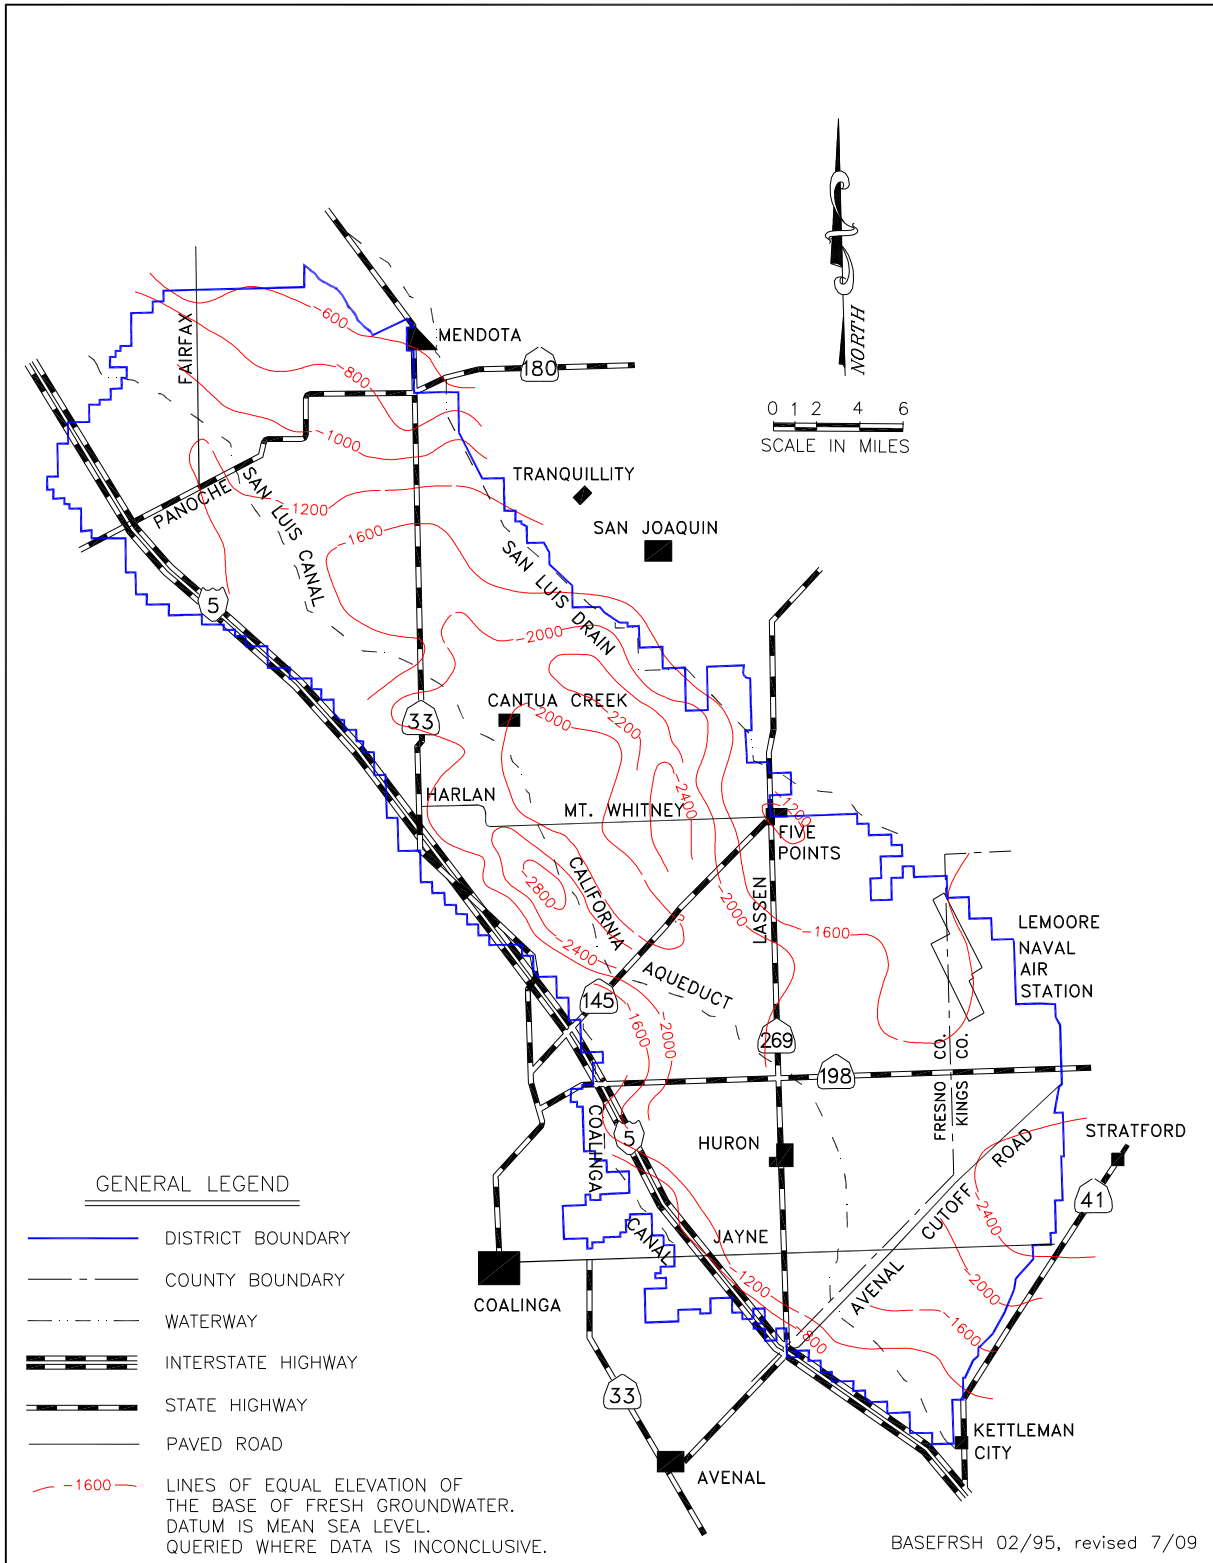 NORTH
0 1 2 4 6
SCALE IN MILES
MENDOTA
180
FAIRFAX
-600
-800
-1000
TRANQUILLITY
SAN JOAQUIN
PANOCHE
SAN LUIS CANAL
-1200
-1600
SAN LUIS DRAIN
5
-2000
CANTUA CREEK
33
-2000
-2200
-2400
HARLAN
MT. WHITNEY
-1200
FIVE
POINTS
-2800
CALIFORNIA
AQUEDUCT
-2400
LASSEN
-2000
-1600
LEMOORE
NAVAL
AIR
STATION
145
-1600
-2000
269
198
FRESNO CO.
KINGS CO.
COALINGA
CANAL
5
HURON
STRATFORD
41
-2400
AVENAL CUTOFF ROAD
JAYNE
-1200
-2000
-1600
-800
COALINGA
33
AVENAL
KETTLEMAN
CITY
GENERAL LEGEND
DISTRICT BOUNDARY
COUNTY BOUNDARY
WATERWAY
INTERSTATE HIGHWAY
STATE HIGHWAY
PAVED ROAD
-1600
LINES OF EQUAL ELEVATION OF
THE BASE OF FRESH GROUNDWATER.
DATUM IS MEAN SEA LEVEL.
QUERIED WHERE DATA IS INCONCLUSIVE.
?
BASEFRSH 02/95, revised 7/09